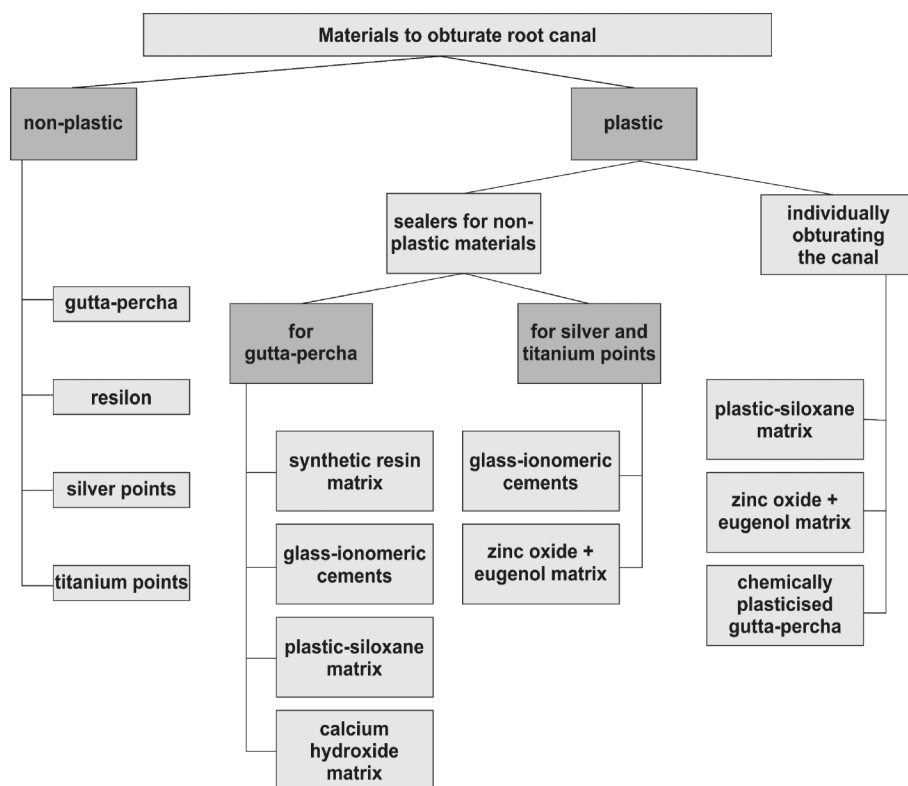 Materials to obturate root canal
non-plastic
plastic
sealers for non-
plastic materials
individually
obturating
the canal
gutta-percha
resilon
silver points
titanium points
for
gutta-percha
for silver and
titanium points
synthetic resin
matrix
glass-ionomeric
cements
plastic-siloxane
matrix
calcium
hydroxide
matrix
glass-ionomeric
cements
zinc oxide +
eugenol matrix
plastic-siloxane
matrix
zinc oxide +
eugenol matrix
chemically
plasticised
gutta-percha